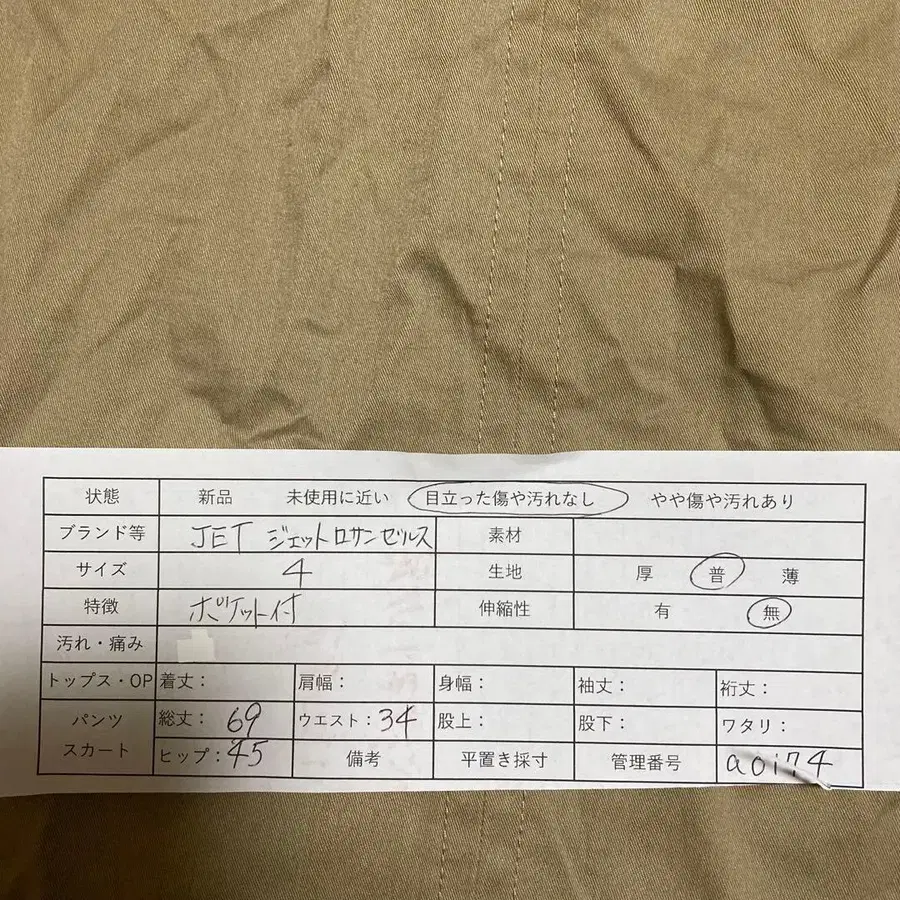 状態 新品 未使用に近い 目立った傷や汚れなし やや傷や汚れあり
ブランド等 JET ジェットロサンゼルス 素材
サイズ 4 生地 厚 普 薄
特徴 ポケット付 伸縮性 有 無
汚れ・痛み
トップス・OP 着丈： 肩幅： 身幅： 袖丈： 裄丈：
パンツ 総丈：69 ウエスト：34 股上： 股下： ワタリ：
スカート ヒップ：45 備考 平置き採寸 管理番号 a0i74